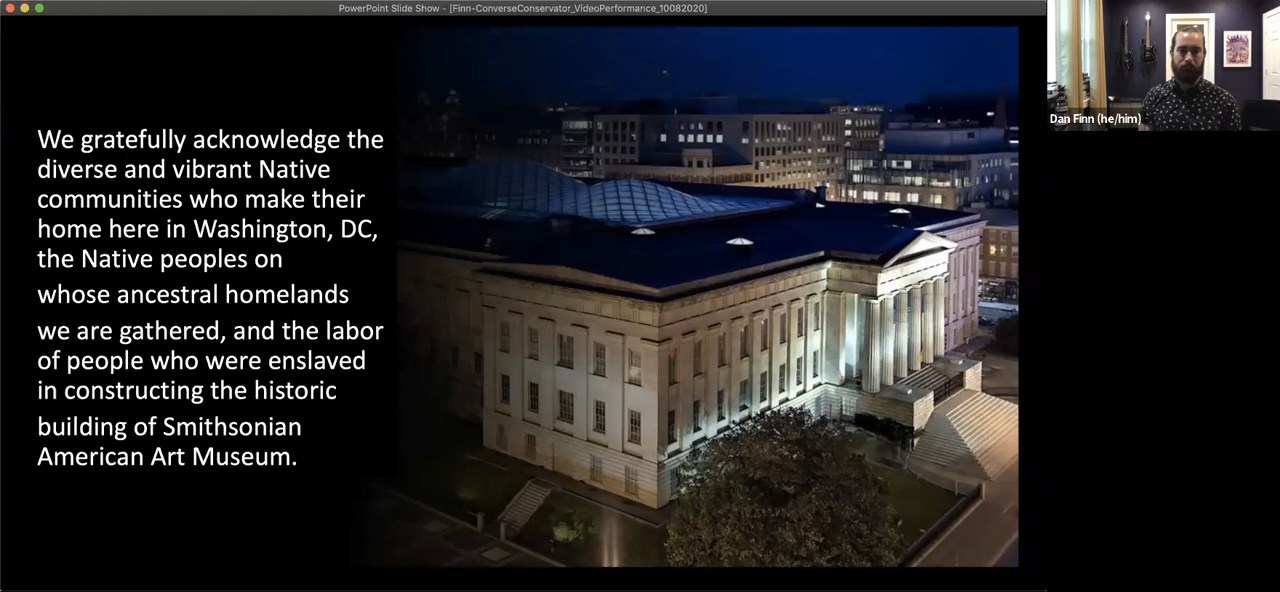 PowerPoint Slide Show - [Finn-ConverseConservator_VideoPerformance_10082020]
We gratefully acknowledge the
diverse and vibrant Native
communities who make their
home here in Washington, DC,
the Native peoples on
whose ancestral homelands
we are gathered, and the labor
of people who were enslaved
in constructing the historic
building of Smithsonian
American Art Museum.
Dan Finn (he/him)